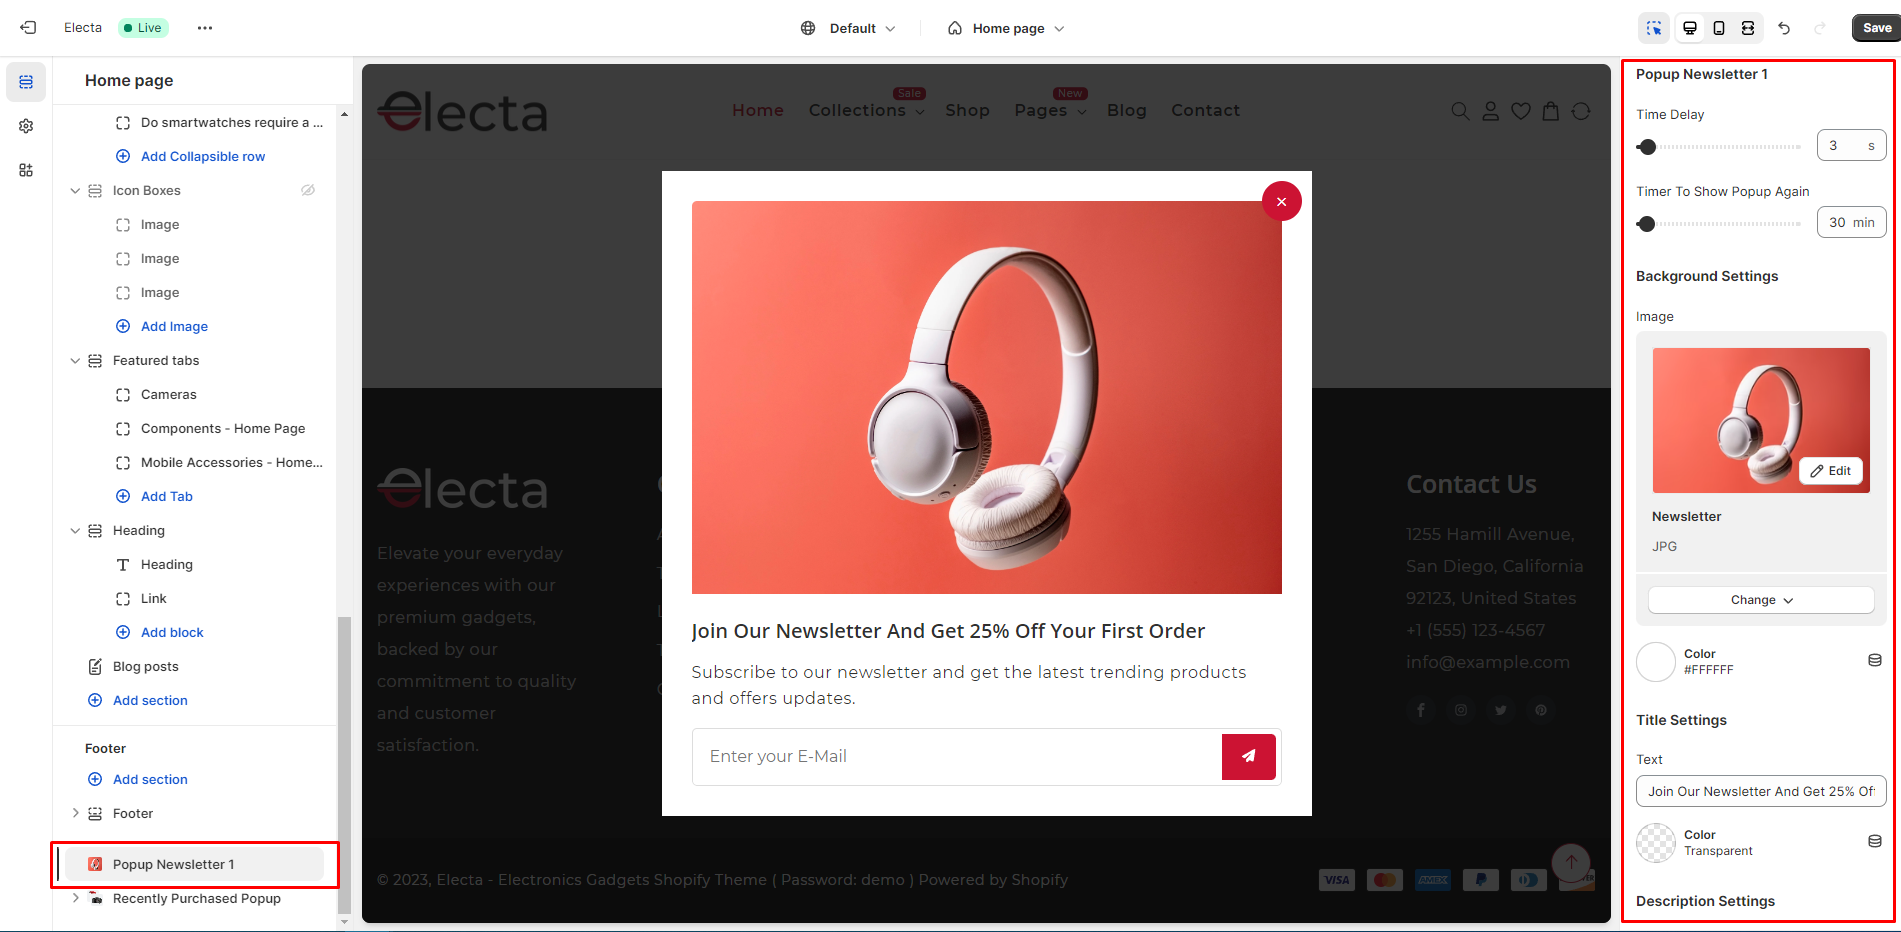 Electa
Live
Default
Home page
Save
Home page
Do smartwatches require a ...
Add Collapsible row
Icon Boxes
Image
Image
Image
Add Image
Featured tabs
Cameras
Components - Home Page
Mobile Accessories - Home...
Add Tab
Heading
Heading
Link
Add block
Blog posts
Add section
Footer
Add section
Footer
Popup Newsletter 1
Recently Purchased Popup
electa
Home
Collections
Sale
Shop
Pages
New
Blog
Contact
Join Our Newsletter And Get 25% Off Your First Order
Subscribe to our newsletter and get the latest trending products
and offers updates.
Enter your E-Mail
electa
Elevate your everyday
experiences with our
premium gadgets,
backed by our
commitment to quality
and customer
satisfaction.
Contact Us
1255 Hamill Avenue,
San Diego, California
92123, United States
+1 (555) 123-4567
info@example.com
© 2023, Electa - Electronics Gadgets Shopify Theme ( Password: demo ) Powered by Shopify
VISA
AMEX
Popup Newsletter 1
Time Delay
3 s
Timer To Show Popup Again
30 min
Background Settings
Image
Edit
Newsletter
JPG
Change
Color
#FFFFFF
Title Settings
Text
Join Our Newsletter And Get 25% Of
Color
Transparent
Description Settings